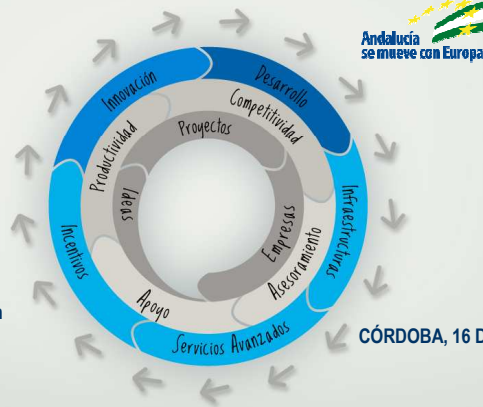 Andalucía
se mueve con Europa
Innovación
Desarrollo
Productividad
Competitividad
Proyectos
Ideas
Empresas
Infraestructuras
Incentivos
Asesoramiento
Apoyo
Servicios Avanzados
CÓRDOBA, 16 D